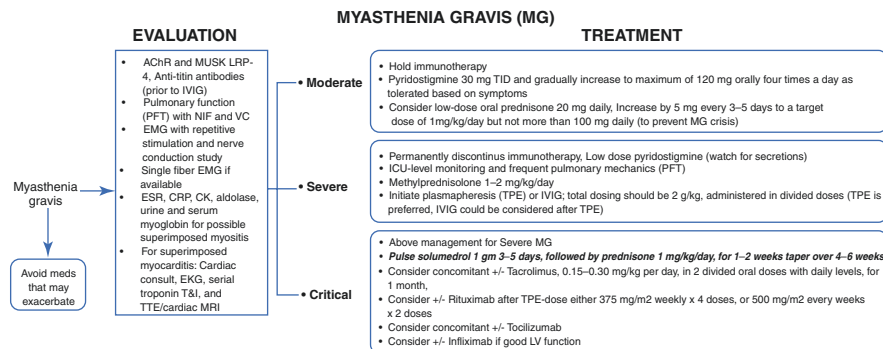 MYASTHENIA GRAVIS (MG)
EVALUATION
TREATMENT
Myasthenia
gravis
Avoid meds
that may
exacerbate
• AChR and MUSK LRP-
4, Anti-titin antibodies
(prior to IVIG)
• Pulmonary function
(PFT) with NIF and VC
• EMG with repetitive
stimulation and nerve
conduction study
• Single fiber EMG if
available
• ESR, CRP, CK, aldolase,
urine and serum
myoglobin for possible
superimposed myositis
• For superimposed
myocarditis: Cardiac
consult, EKG, serial
troponin T&I, and
TTE/cardiac MRI
• Moderate
• Hold immunotherapy
• Pyridostigmine 30 mg TID and gradually increase to maximum of 120 mg orally four times a day as
tolerated based on symptoms
• Consider low-dose oral prednisone 20 mg daily, Increase by 5 mg every 3–5 days to a target
dose of 1mg/kg/day but not more than 100 mg daily (to prevent MG crisis)
• Severe
• Permanently discontinus immunotherapy, Low dose pyridostigmine (watch for secretions)
• ICU-level monitoring and frequent pulmonary mechanics (PFT)
• Methylprednisolone 1–2 mg/kg/day
• Initiate plasmapheresis (TPE) or IVIG; total dosing should be 2 g/kg, administered in divided doses (TPE is
preferred, IVIG could be considered after TPE)
• Critical
• Above management for Severe MG
• Pulse solumedrol 1 gm 3–5 days, followed by prednisone 1 mg/kg/day, for 1–2 weeks taper over 4–6 weeks
• Consider concomitant +/- Tacrolimus, 0.15–0.30 mg/kg per day, in 2 divided oral doses with daily levels, for
1 month,
• Consider +/- Rituximab after TPE-dose either 375 mg/m2 weekly x 4 doses, or 500 mg/m2 every weeks
x 2 doses
• Consider concomitant +/- Tocilizumab
• Consider +/- Infliximab if good LV function